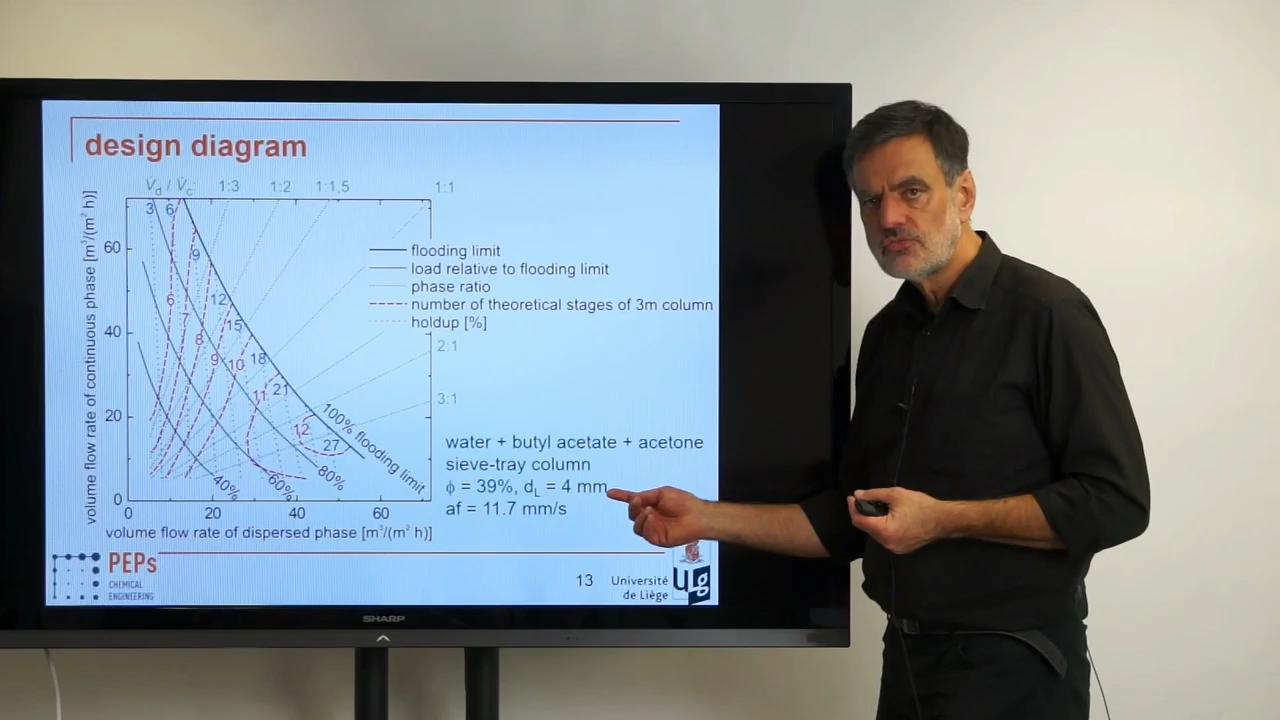 design diagram
V̇d / V̇c: 1:3 1:2 1:1,5 1:1
3 6
60
9
flooding limit
load relative to flooding limit
phase ratio
6 12
number of theoretical stages of 3m column
7 15
holdup [%]
40
8
2:1
9 10 18
11 21
3:1
20
12
27
100% flooding limit
80%
60%
40%
0
0 20 40 60
volume flow rate of continuous phase [m³/(m² h)]
volume flow rate of dispersed phase [m³/(m² h)]
water + butyl acetate + acetone
sieve-tray column
ϕ = 39%, dL = 4 mm
af = 11.7 mm/s
PEPs
CHEMICAL
ENGINEERING
13
Université
de Liège
ULg
SHARP